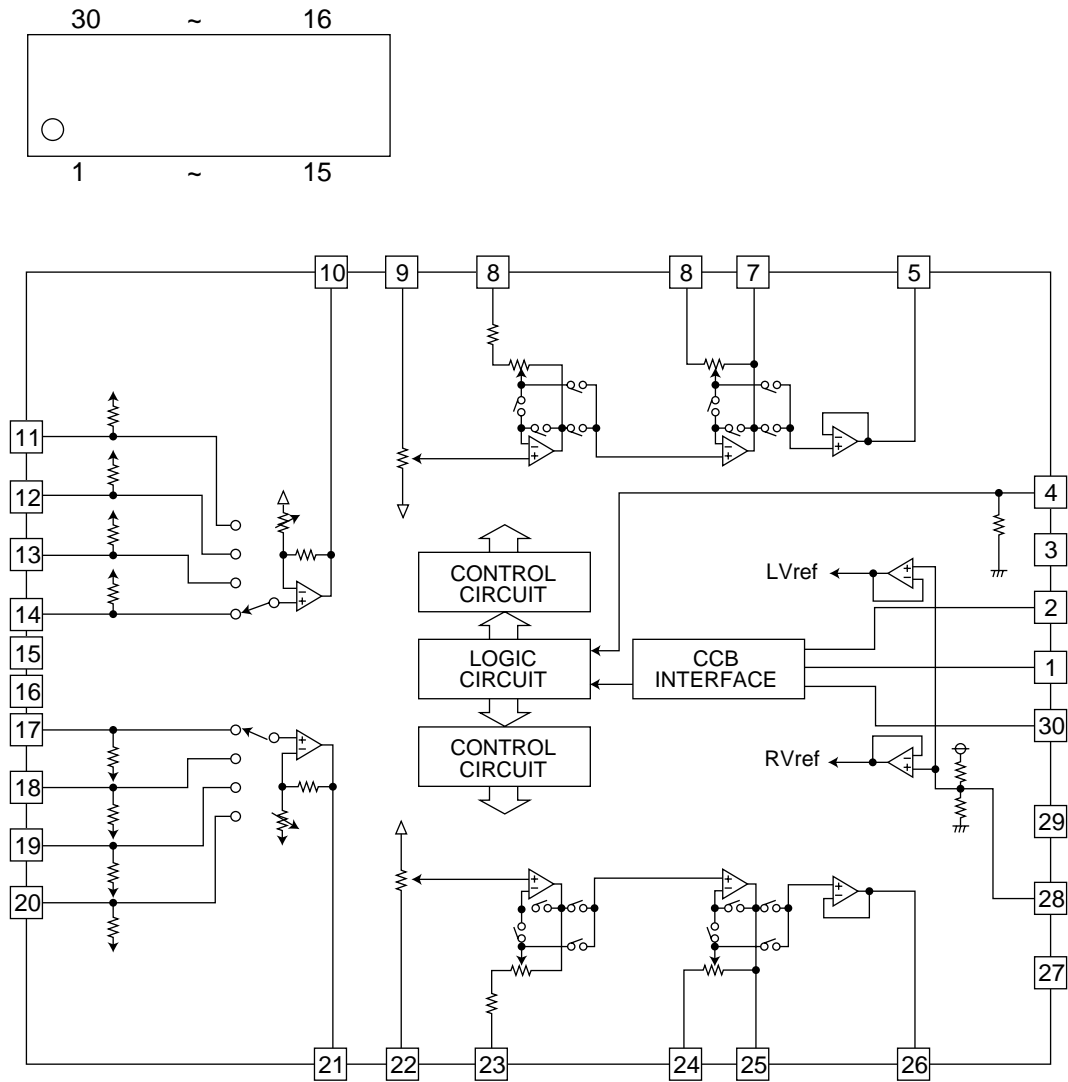 30 ~ 16
1 ~ 15
10 9 8 8 7 5
11
12
13
14
15
16
17
18
19
20
4
3
2
1
30
29
28
27
LVref
RVref
CONTROL
CIRCUIT
LOGIC
CIRCUIT
CCB
INTERFACE
CONTROL
CIRCUIT
21 22 23 24 25 26